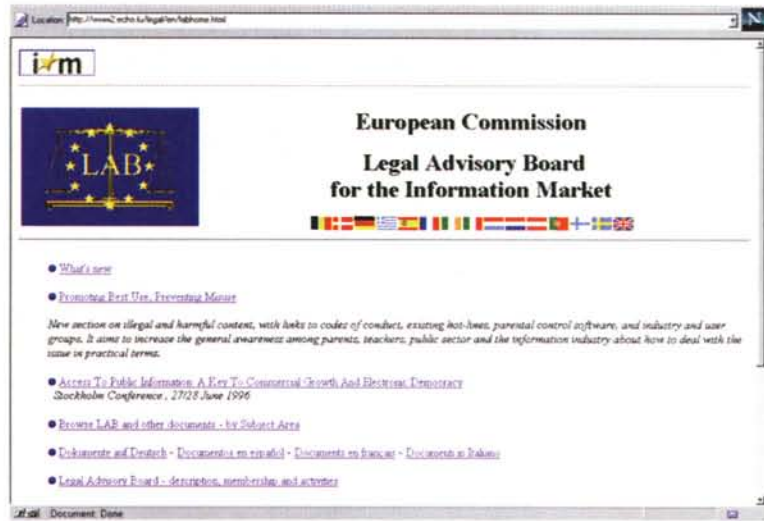 Location: http://www2.echo.lu/legal/en/labhome.html
N
i★m
LAB
European Commission
Legal Advisory Board
for the Information Market
What's new
Promoting Best Use, Preventing Misuse
New section on illegal and harmful content, with links to codes of conduct, existing hot-lines, parental control software, and industry and user
groups. It aims to increase the general awareness among parents, teachers, public sector and the information industry about how to deal with the
issue in practical terms.
Access To Public Information: A Key To Commercial Growth And Electronic Democracy
Stockholm Conference, 27/28 June 1996
Browse LAB and other documents - by Subject Area
Dokumente auf Deutsch - Documentos en español - Documents en français - Documenti in Italiano
Legal Advisory Board - description, membership and activities
Document: Done